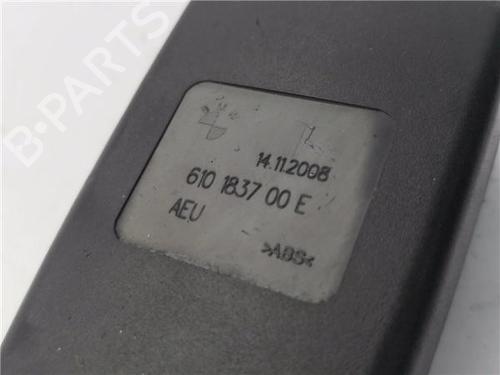 B-PARTS
14.11.2008
610 1837 00 E
AEU
>ABS<